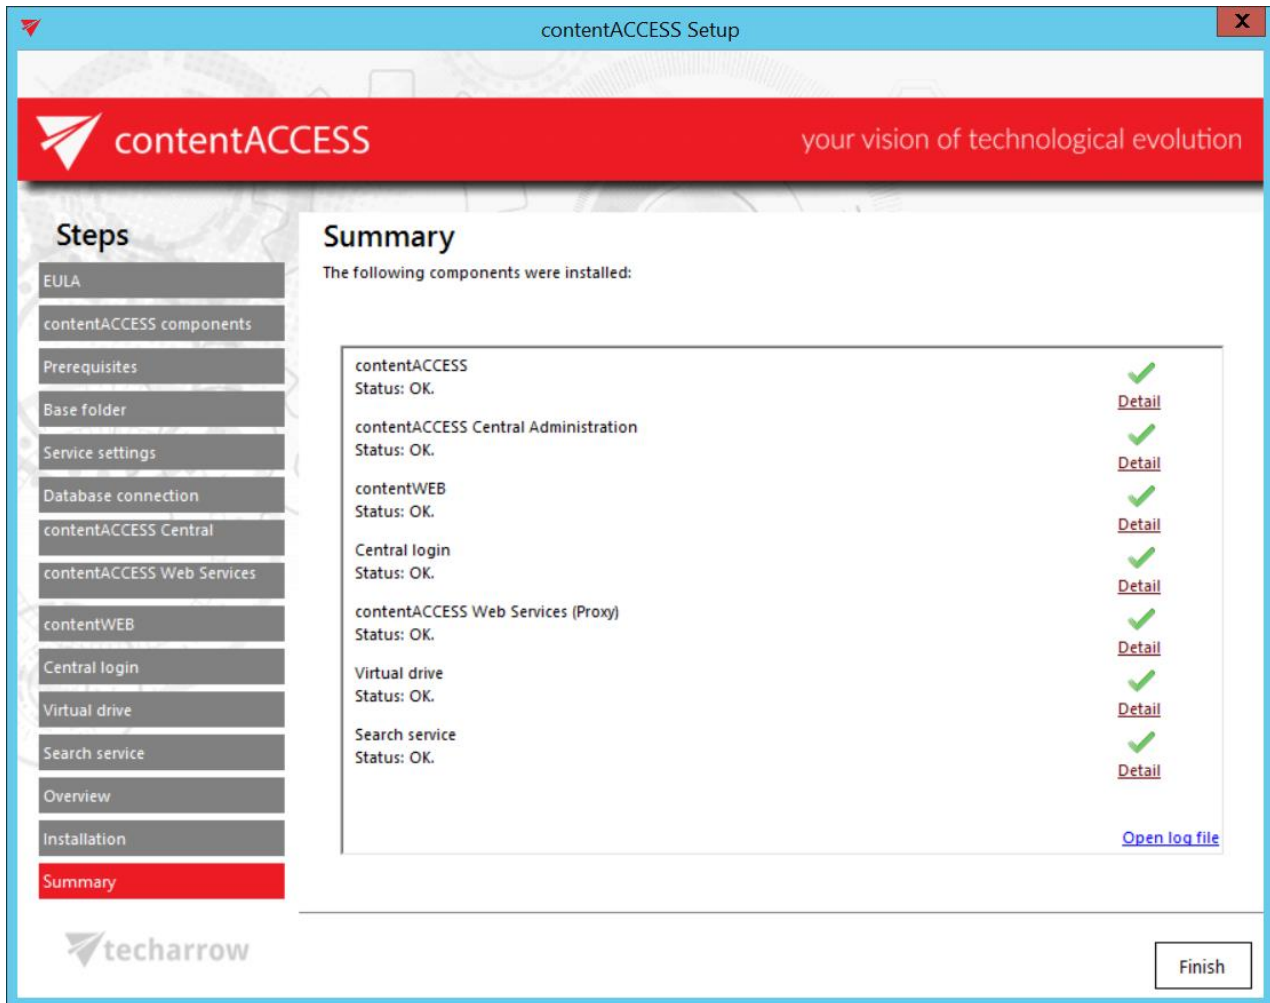 contentACCESS Setup
X
contentACCESS
your vision of technological evolution
Steps
EULA
contentACCESS components
Prerequisites
Base folder
Service settings
Database connection
contentACCESS Central
contentACCESS Web Services
contentWEB
Central login
Virtual drive
Search service
Overview
Installation
Summary
techarrow
Summary
The following components were installed:
contentACCESS
Status: OK.
Detail
contentACCESS Central Administration
Status: OK.
Detail
contentWEB
Status: OK.
Detail
Central login
Status: OK.
Detail
contentACCESS Web Services (Proxy)
Status: OK.
Detail
Virtual drive
Status: OK.
Detail
Search service
Status: OK.
Detail
Open log file
Finish